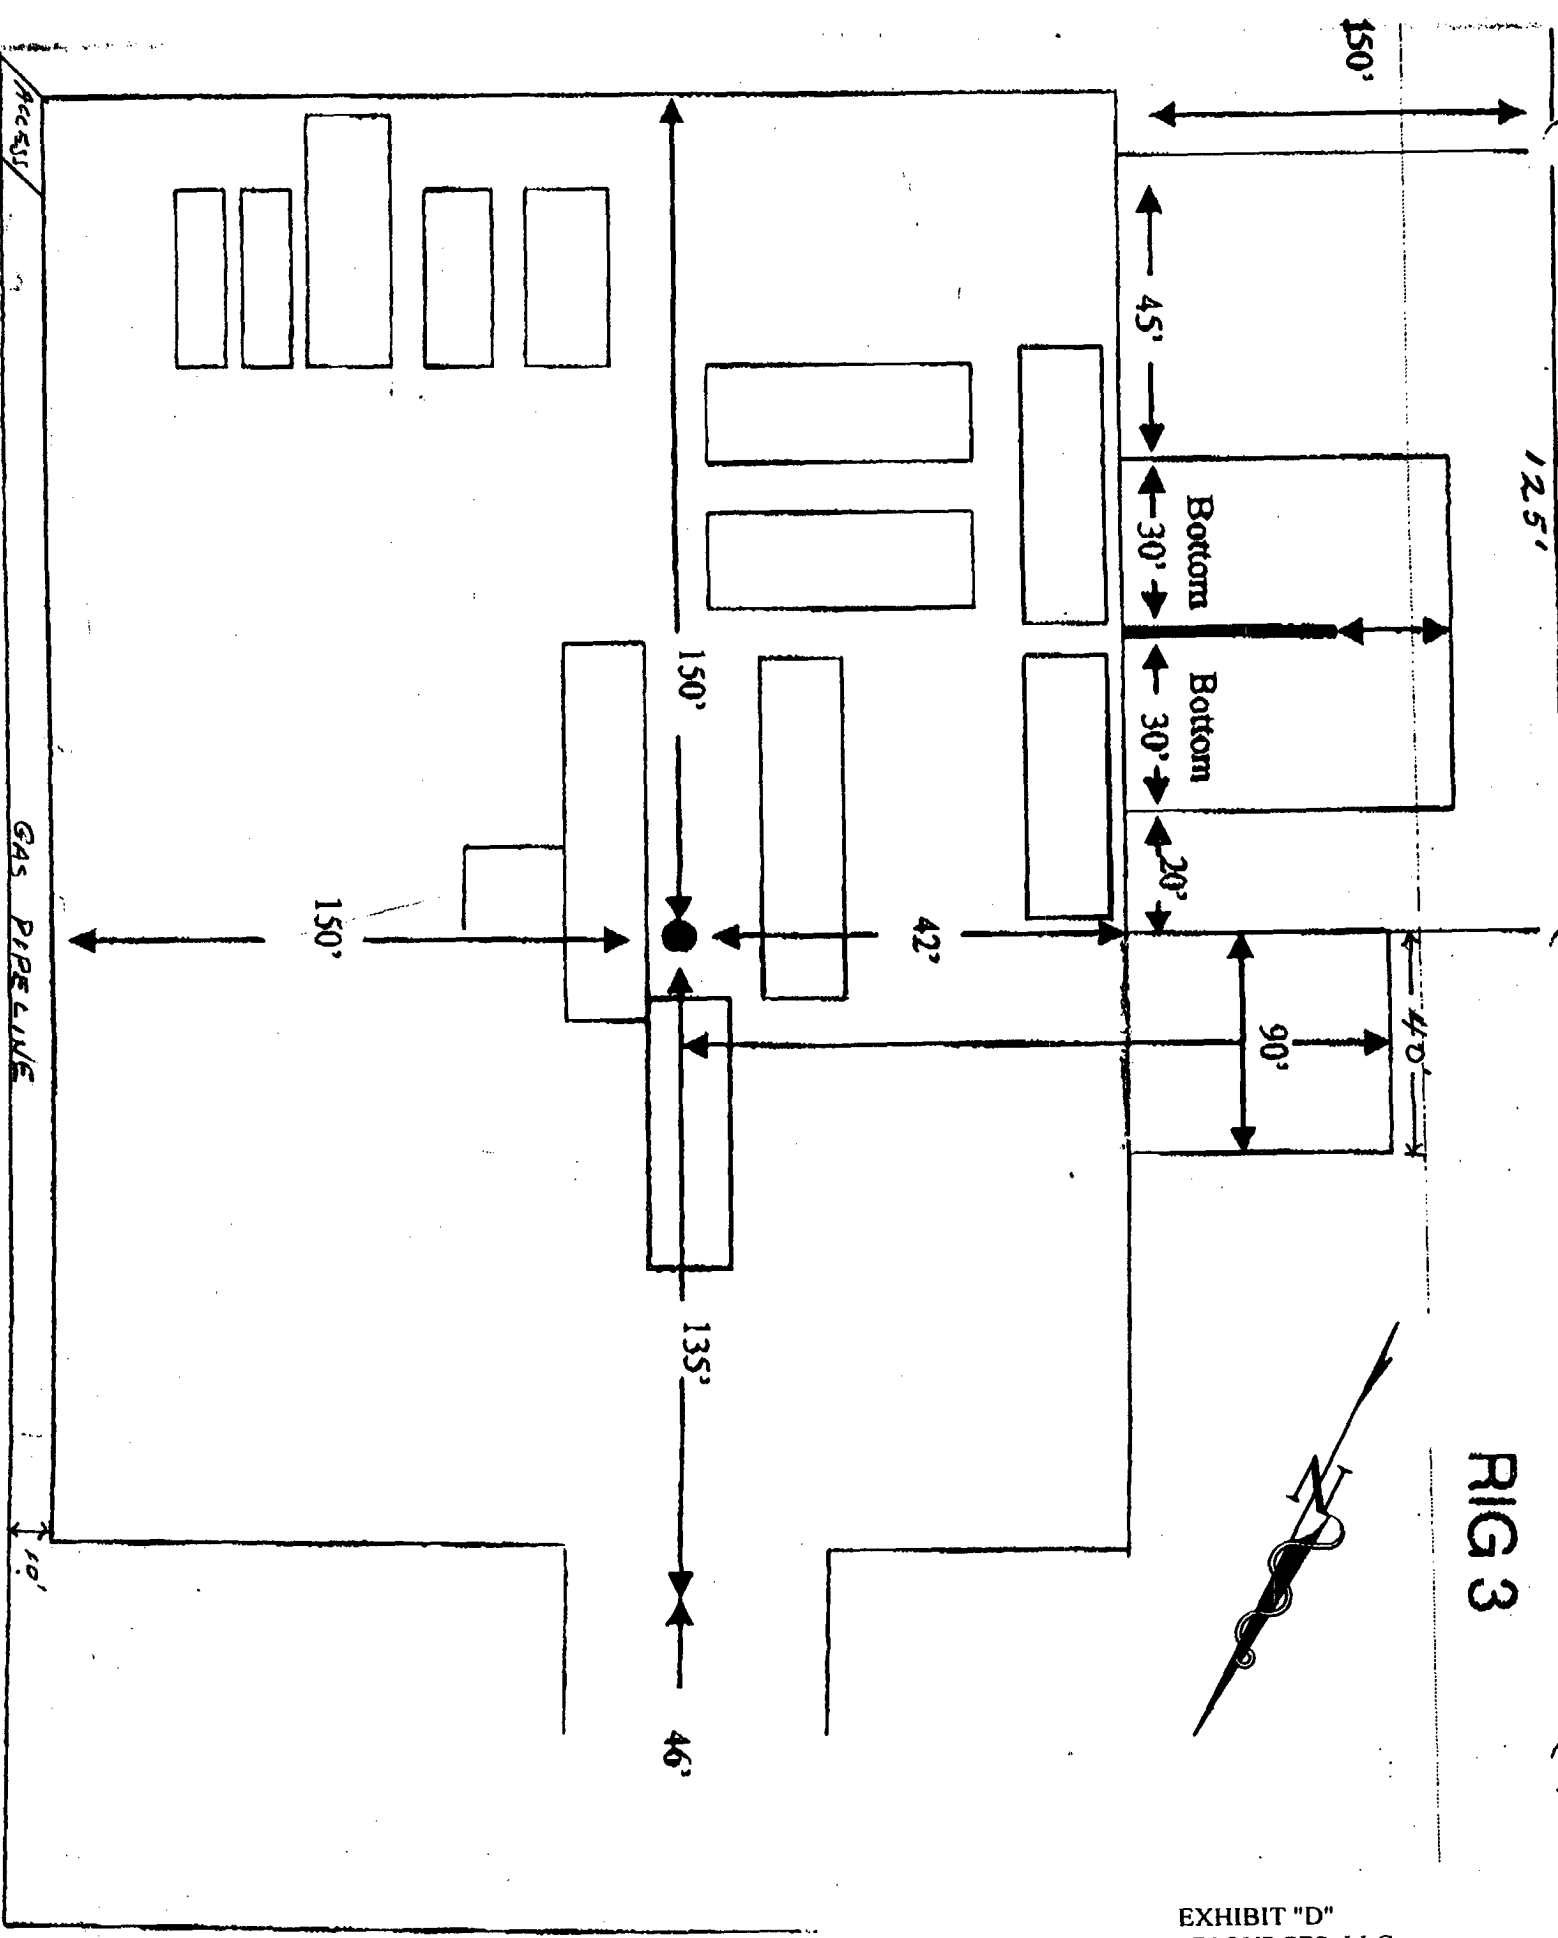 RIG 3
150'
125'
45'
30'
Bottom
30'
Bottom
20'
40'
90'
42'
150'
150'
135'
46'
N
ACCESS
GAS PIPELINE
10'
EXHIBIT "D"